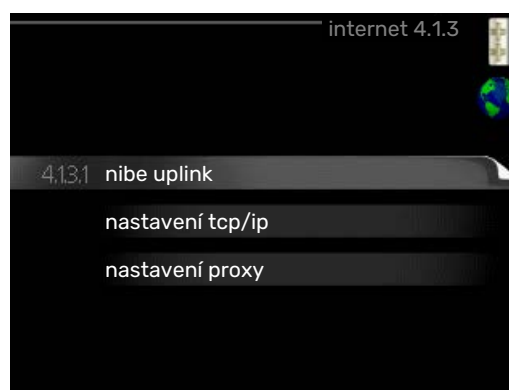 internet 4.1.3
4.1.3.1 nibe uplink
nastavení tcp/ip
nastavení proxy